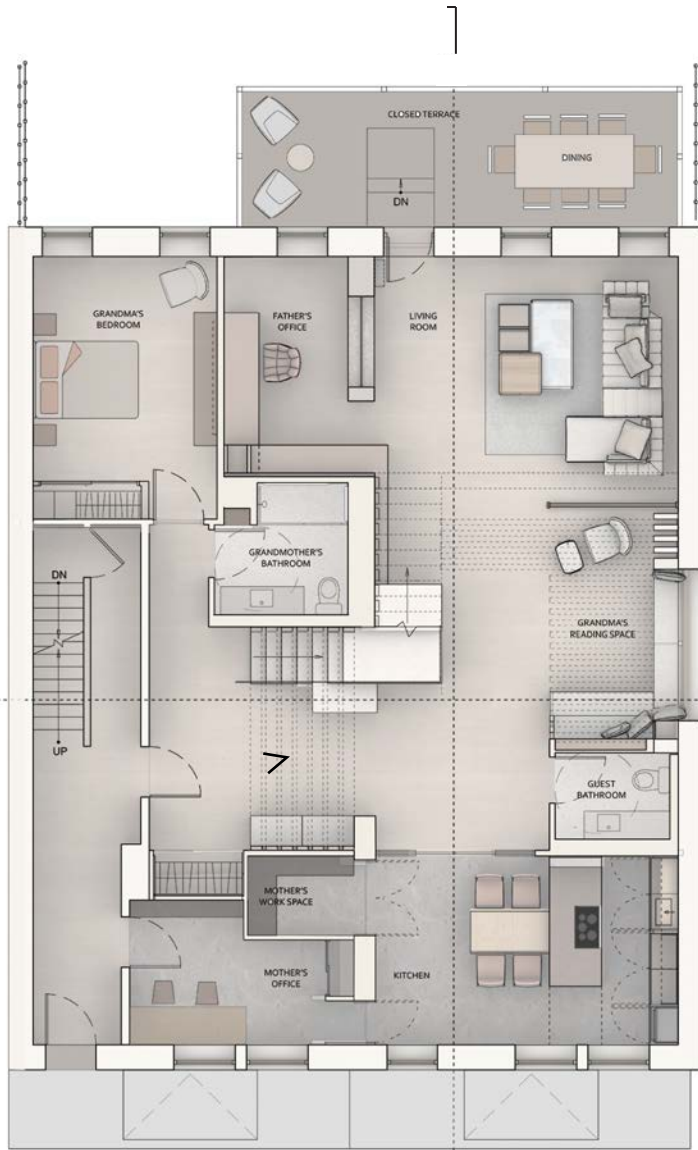 CLOSED TERRACE
DINING
DN
GRANDMA'S
BEDROOM
FATHER'S
OFFICE
LIVING
ROOM
GRANDMOTHER'S
BATHROOM
DN
GRANDMA'S
READING SPACE
UP
GUEST
BATHROOM
MOTHER'S
WORK SPACE
MOTHER'S
OFFICE
KITCHEN